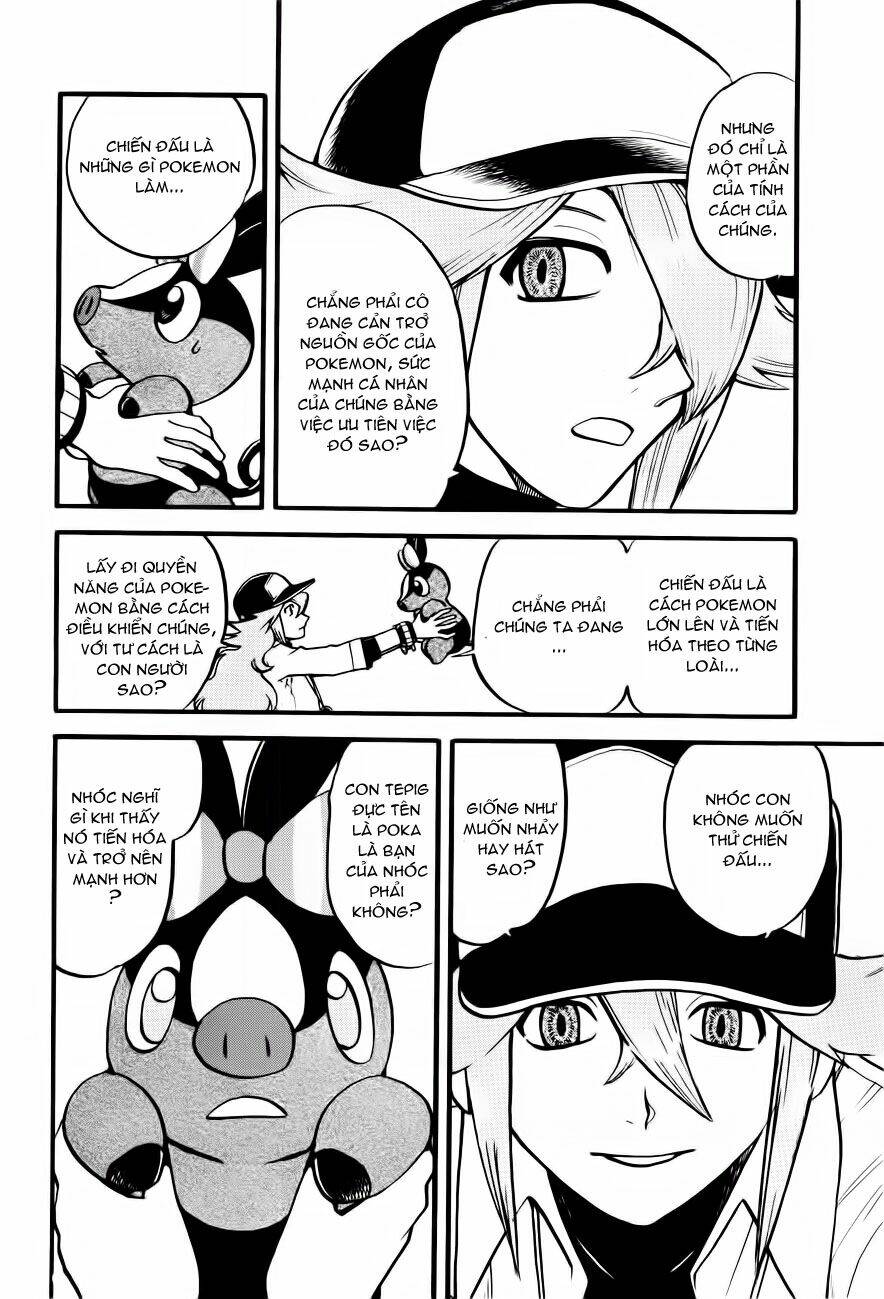 NHƯNG
ĐÓ CHỈ LÀ
MỘT PHẦN
CỦA TÍNH
CÁCH CỦA
CHÚNG.
CHẲNG PHẢI CÔ
ĐANG CẢN TRỞ
NGUỒN GỐC CỦA
POKEMON, SỨC
MẠNH CÁ NHÂN
CỦA CHÚNG BẰNG
VIỆC ƯU TIÊN VIỆC
ĐÓ SAO?
CHIẾN ĐẤU LÀ
NHỮNG GÌ POKEMON
LÀM...
CHIẾN ĐẤU LÀ
CÁCH POKEMON
LỚN LÊN VÀ TIẾN
HÓA THEO TỪNG
LOÀI...
CHẲNG PHẢI
CHÚNG TA ĐANG
...
LẤY ĐI QUYỀN
NĂNG CỦA POKE-
MON BẰNG CÁCH
ĐIỀU KHIỂN CHÚNG,
VỚI TƯ CÁCH LÀ
CON NGƯỜI
SAO?
NHÓC CON
KHÔNG MUỐN
THỬ CHIẾN
ĐẤU...
GIỐNG NHƯ
MUỐN NHẢY
HAY HÁT
SAO?
CON TEPIG
ĐỰC TÊN
LÀ POKA
LÀ BẠN
CỦA NHÓC
PHẢI
KHÔNG?
NHÓC NGHĨ
GÌ KHI THẤY
NÓ TIẾN HÓA
VÀ TRỞ NÊN
MẠNH HƠN
?